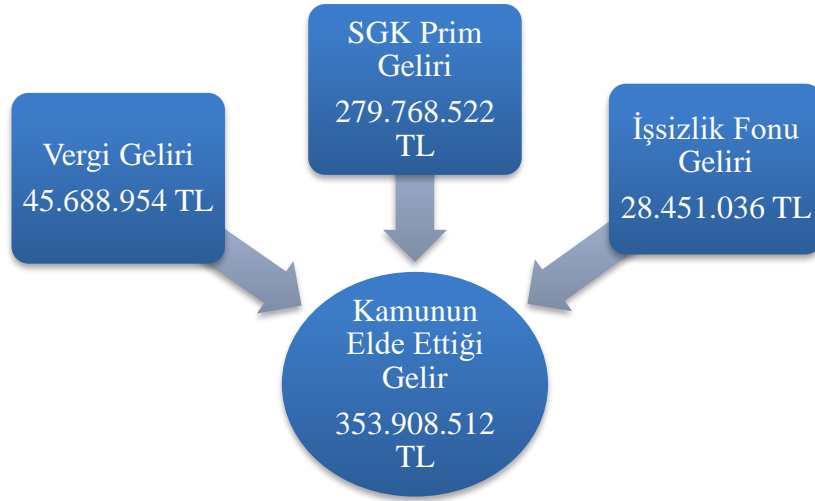 Vergi Geliri
45.688.954 TL
SGK Prim
Geliri
279.768.522
TL
İşsizlik Fonu
Geliri
28.451.036 TL
Kamunun
Elde Ettiği
Gelir
353.908.512
TL